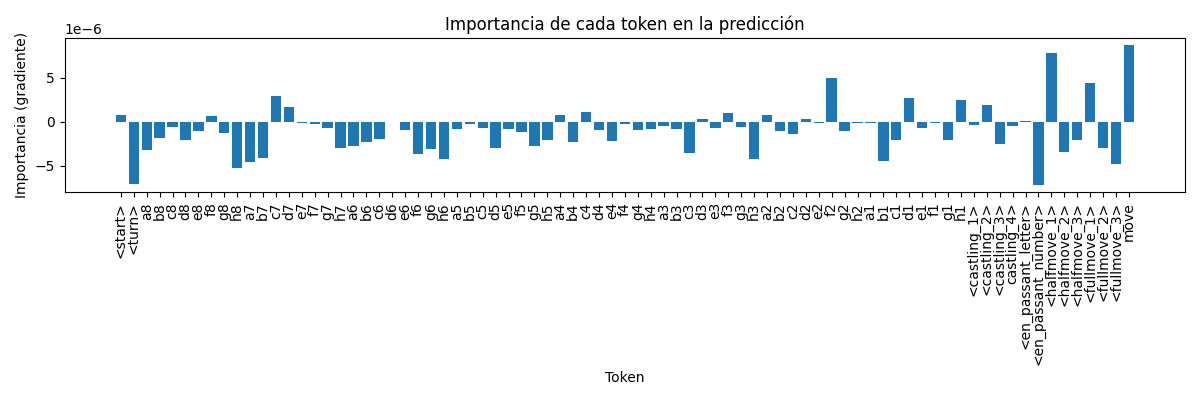 Importancia de cada token en la predicción
1e−6
Importancia (gradiente)
5
0
−5
<start>
<turn>
a8
b8
c8
d8
e8
f8
g8
h8
a7
b7
c7
d7
e7
f7
g7
h7
a6
b6
c6
d6
e6
f6
g6
h6
a5
b5
c5
d5
e5
f5
g5
h5
a4
b4
c4
d4
e4
f4
g4
h4
a3
b3
c3
d3
e3
f3
g3
h3
a2
b2
c2
d2
e2
f2
g2
h2
a1
b1
c1
d1
e1
f1
g1
h1
<castling_1>
<castling_2>
<castling_3>
castling_4>
<en_passant_letter>
<en_passant_number>
<halfmove_1>
<halfmove_2>
<halfmove_3>
<fullmove_1>
<fullmove_2>
<fullmove_3>
move
Token